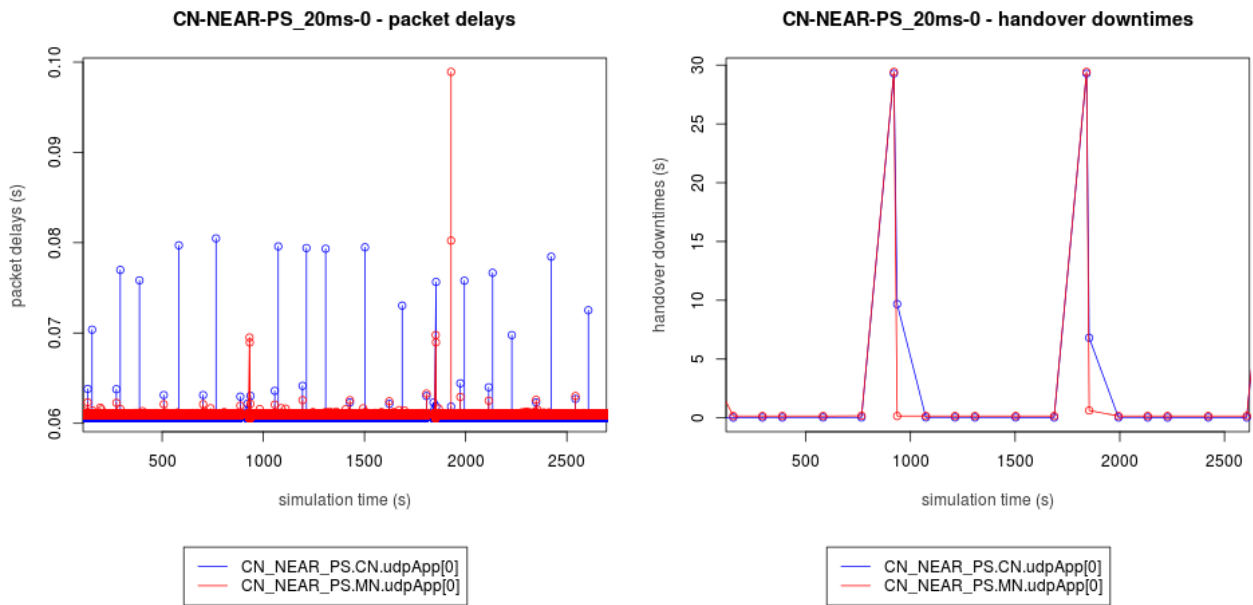 CN-NEAR-PS_20ms-0 - packet delays
packet delays (s)
0.10
0.09
0.08
0.07
0.06
500 1000 1500 2000 2500
simulation time (s)
CN_NEAR_PS.CN.udpApp[0]
CN_NEAR_PS.MN.udpApp[0]
CN-NEAR-PS_20ms-0 - handover downtimes
handover downtimes (s)
30
25
20
15
10
5
0
500 1000 1500 2000 2500
simulation time (s)
CN_NEAR_PS.CN.udpApp[0]
CN_NEAR_PS.MN.udpApp[0]